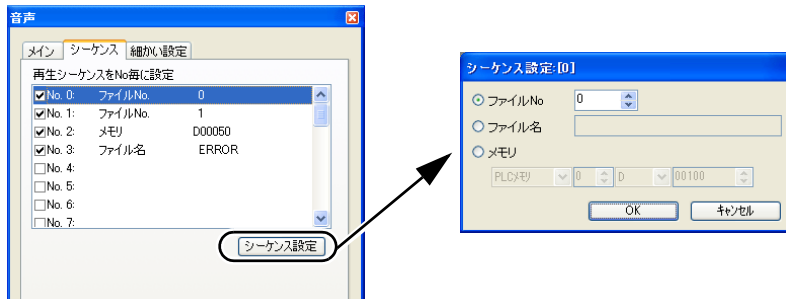 音声
メイン シーケンス 細かい設定
再生シーケンスをNo毎に設定
No. 0: ファイルNo. 0
No. 1: ファイルNo. 1
No. 2: メモリ D00050
No. 3: ファイル名 ERROR
No. 4:
No. 5:
No. 6:
No. 7:
シーケンス設定
シーケンス設定:[0]
ファイルNo 0
ファイル名
メモリ
PLCメモリ 0 D 00100
OK キャンセル